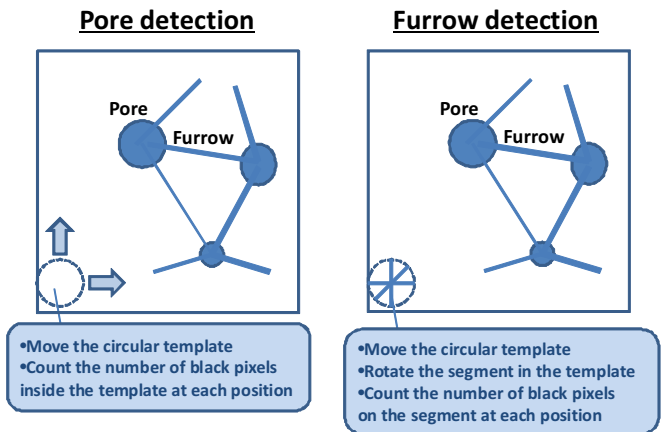 Pore detection
Pore
Furrow
•Move the circular template
•Count the number of black pixels
inside the template at each position
Furrow detection
Pore
Furrow
•Move the circular template
•Rotate the segment in the template
•Count the number of black pixels
on the segment at each position